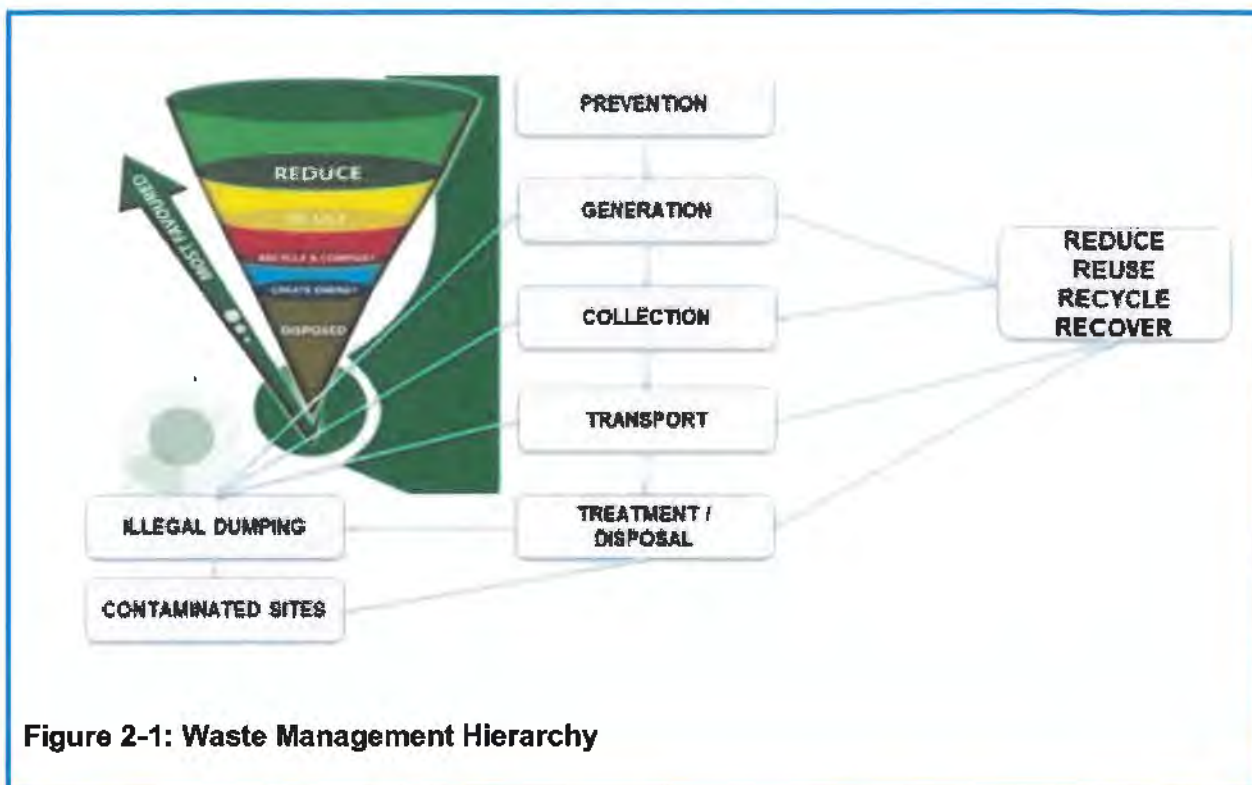 PREVENTION
REDUCE
GENERATION
MOST FAVOURED
REDUCE
REUSE
RECYCLE
RECOVER
RECYCLE & COMPOST
CREATE ENERGY
COLLECTION
DISPOSED
TRANSPORT
ILLEGAL DUMPING
TREATMENT /
DISPOSAL
CONTAMINATED SITES
Figure 2-1: Waste Management Hierarchy